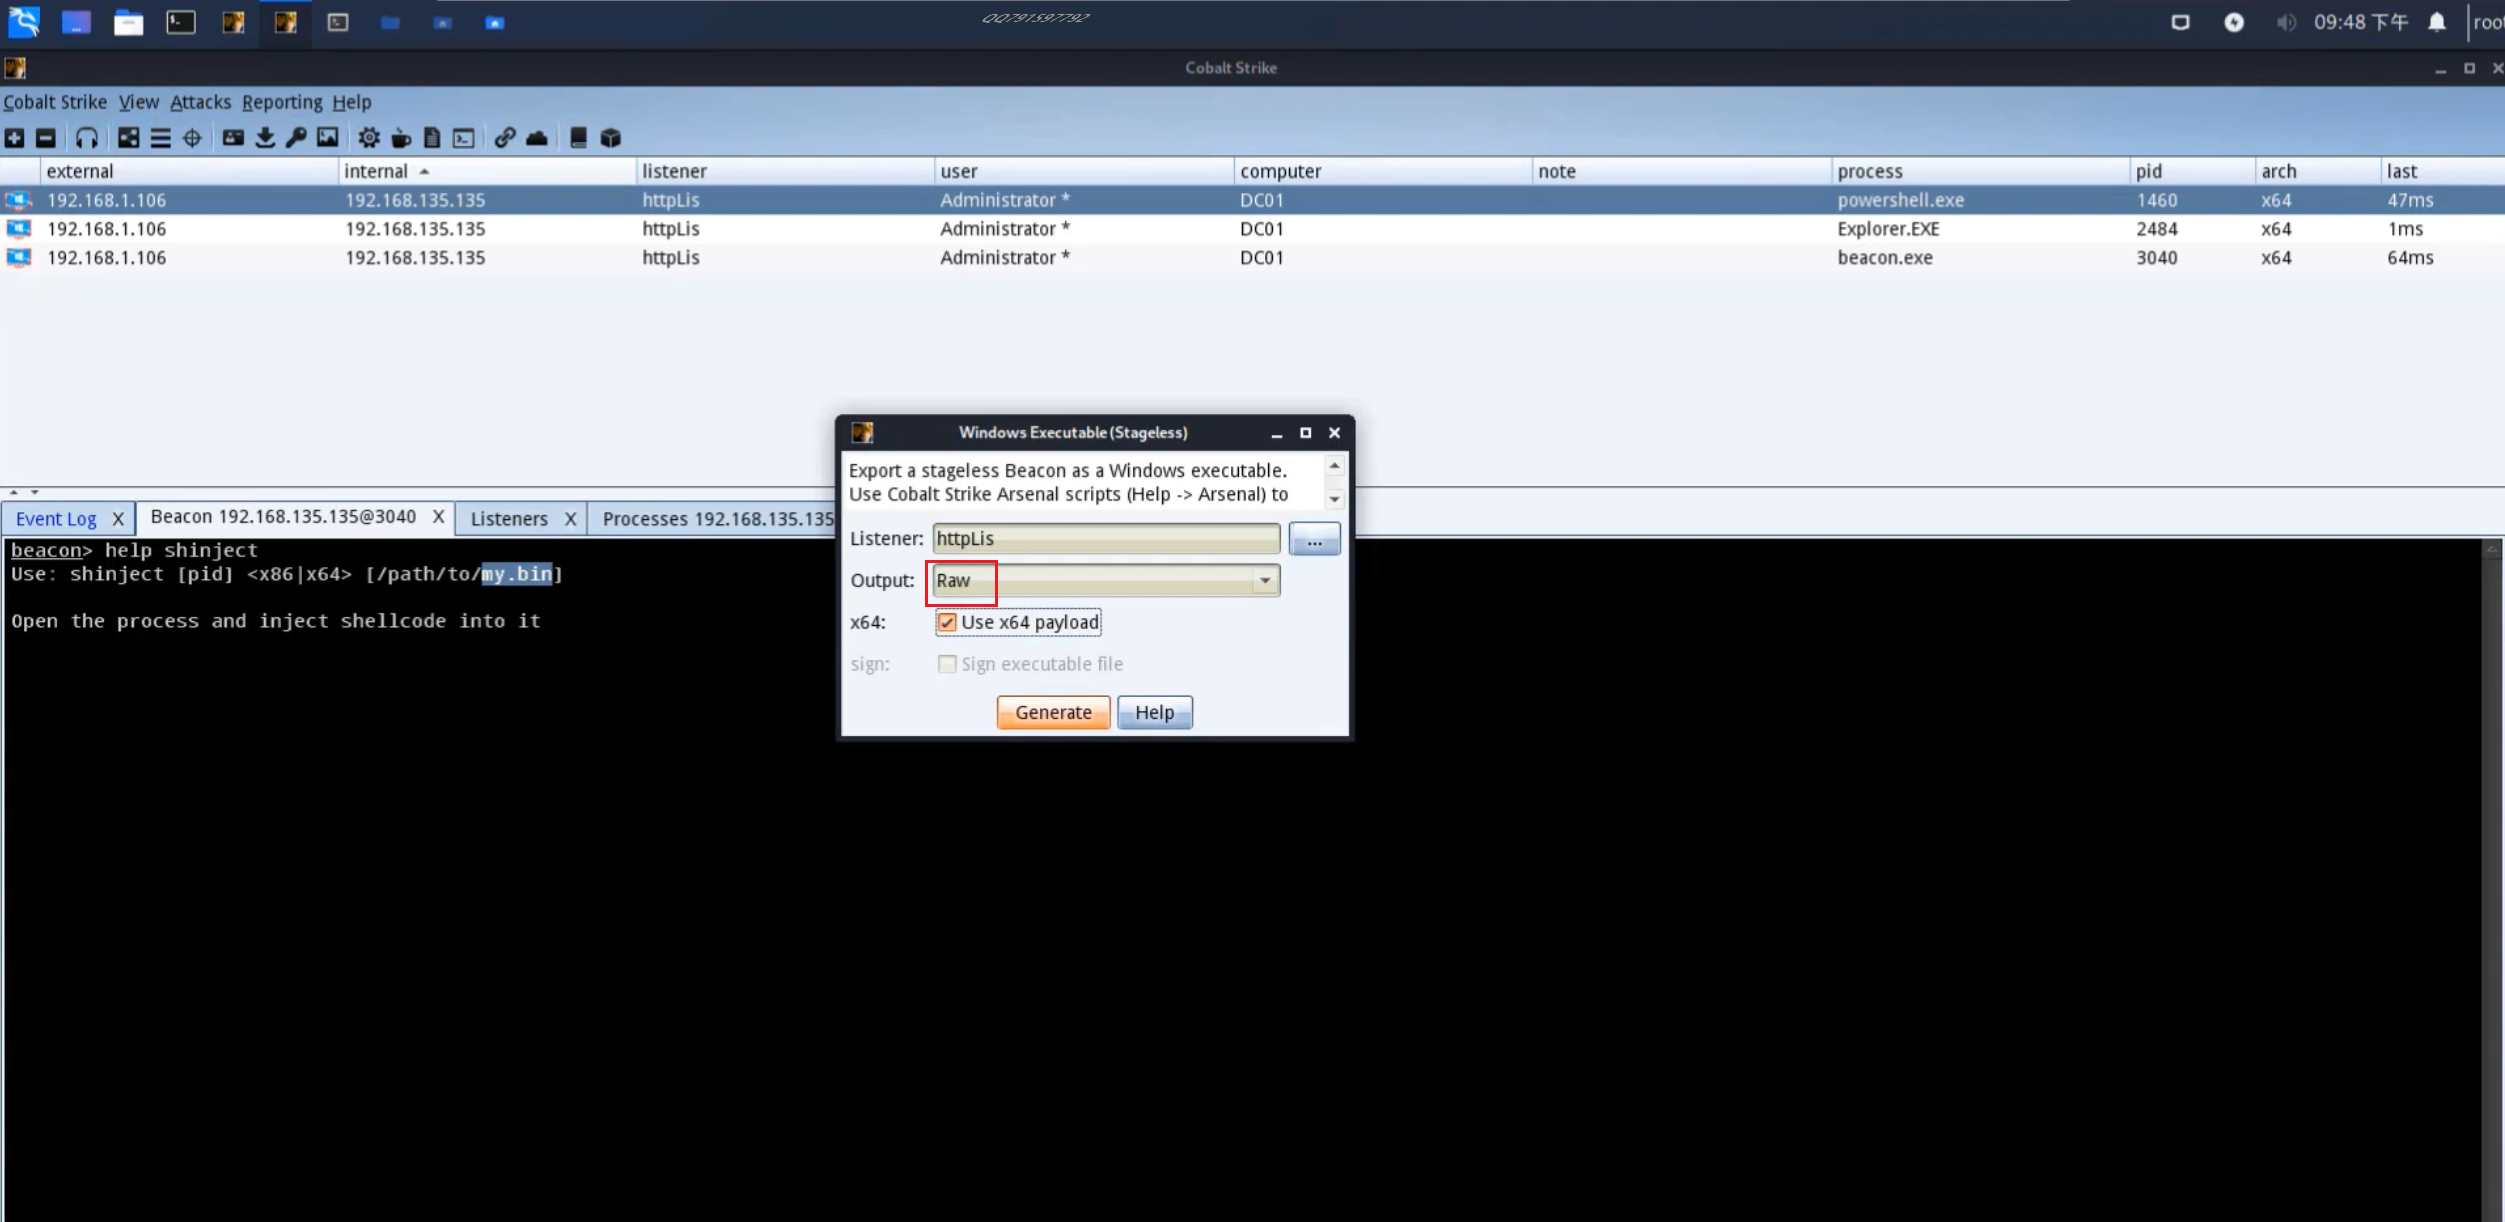 QQ791597792
09:48 下午
roo
Cobalt Strike
Cobalt Strike View Attacks Reporting Help
external internal listener user computer note process pid arch last
192.168.1.106 192.168.135.135 httpLis Administrator * DC01 powershell.exe 1460 x64 47ms
192.168.1.106 192.168.135.135 httpLis Administrator * DC01 Explorer.EXE 2484 x64 1ms
192.168.1.106 192.168.135.135 httpLis Administrator * DC01 beacon.exe 3040 x64 64ms
Windows Executable (Stageless)
Export a stageless Beacon as a Windows executable.
Use Cobalt Strike Arsenal scripts (Help -> Arsenal) to
Listener: httpLis ...
Output: Raw
x64: Use x64 payload
sign: Sign executable file
Generate Help
Event Log X Beacon 192.168.135.135@3040 X Listeners X Processes 192.168.135.135
beacon> help shinject
Use: shinject [pid] <x86|x64> [/path/to/my.bin]
Open the process and inject shellcode into it